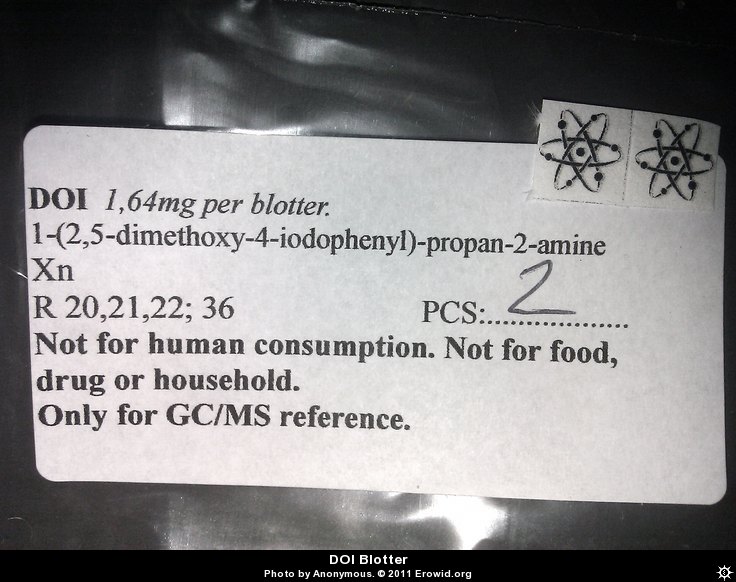 DOI 1,64mg per blotter.
1-(2,5-dimethoxy-4-iodophenyl)-propan-2-amine
Xn
R 20,21,22; 36 PCS:....2................
Not for human consumption. Not for food,
drug or household.
Only for GC/MS reference.
DOI Blotter
Photo by Anonymous. © 2011 Erowid.org